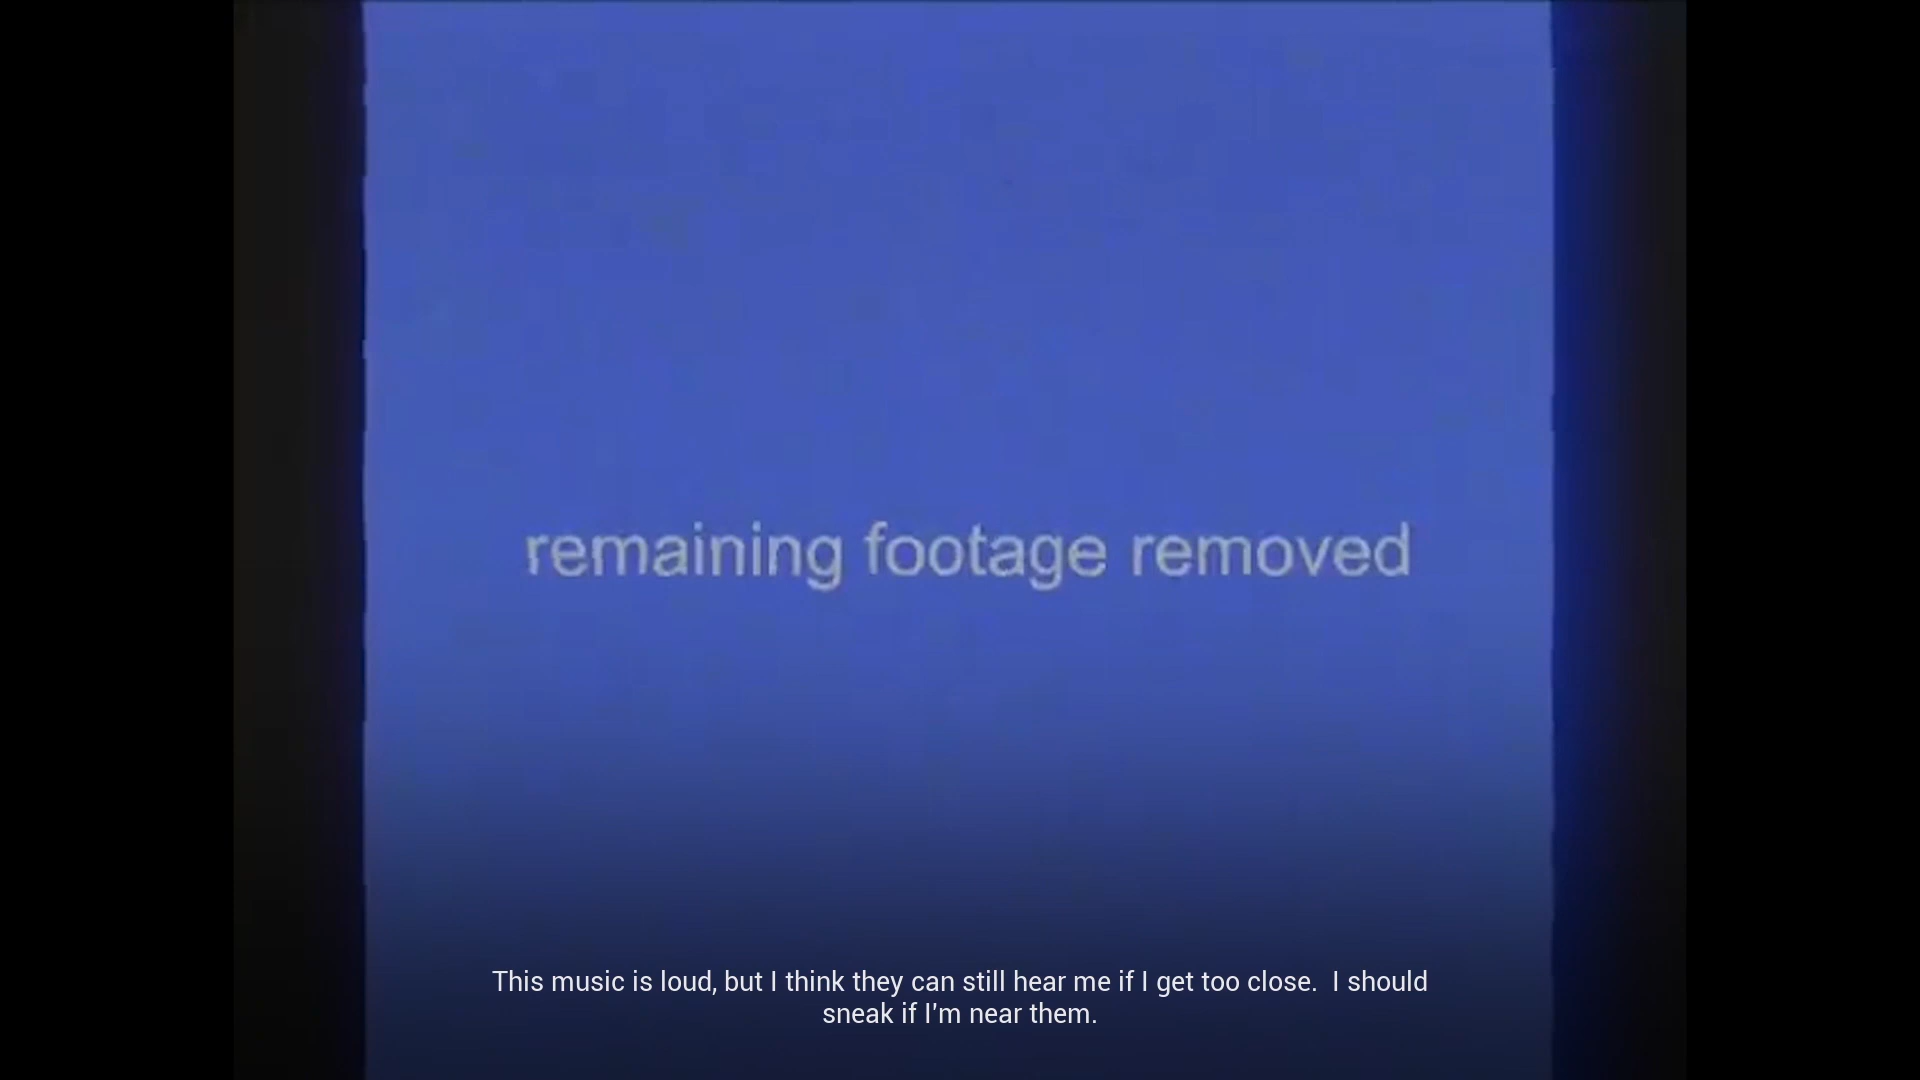 remaining footage removed
This music is loud, but I think they can still hear me if I get too close.  I should
sneak if I'm near them.